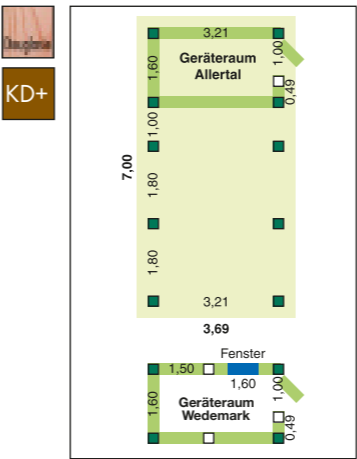 Douglasie
KD+
3,21
1,60
Geräteraum
Allertal
1,00
0,49
1,00
7,00
1,80
1,80
3,21
3,69
Fenster
1,50
1,60
1,60
Geräteraum
Wedemark
1,00
0,49